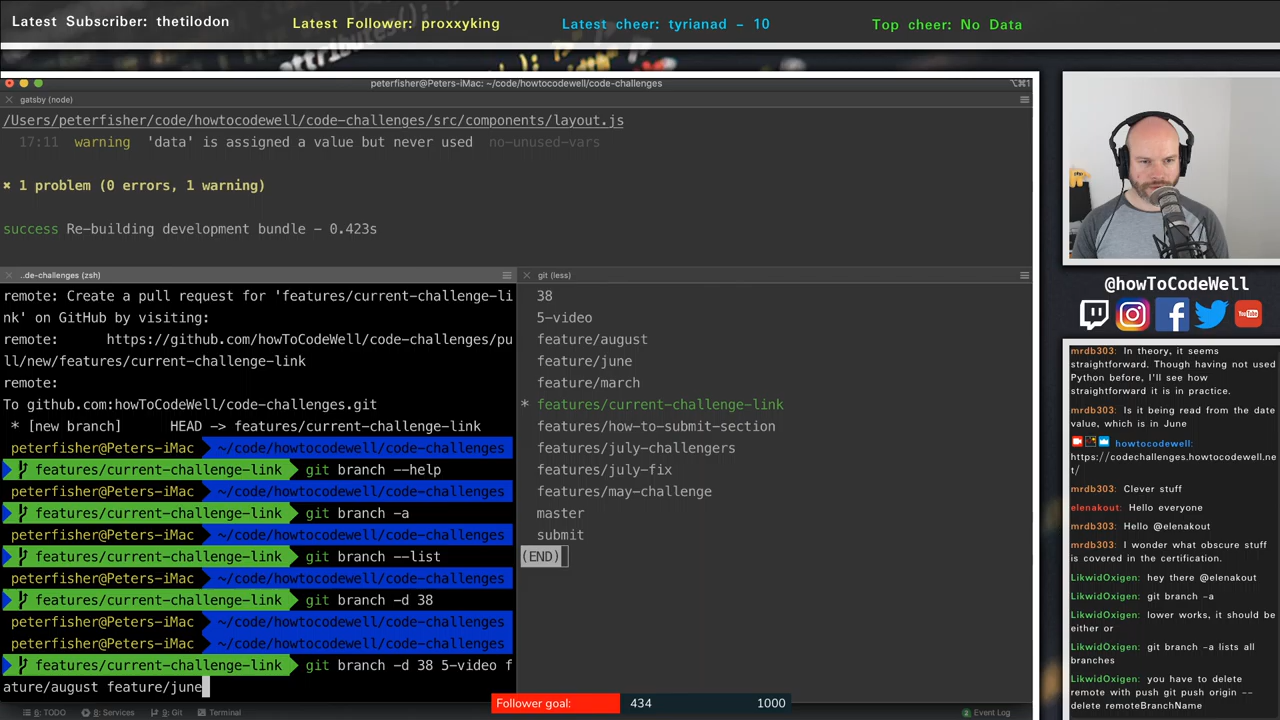 Latest Subscriber: thetilodon
Latest Follower: proxxyking
Latest cheer: tyrianad - 10
Top cheer: No Data
attributes();
peterfisher@Peters-iMac: ~/code/howtocodewell/code-challenges
⌥⌘1
gatsby (node)
/Users/peterfisher/code/howtocodewell/code-challenges/src/components/layout.js
17:11 warning 'data' is assigned a value but never used no-unused-vars
✖ 1 problem (0 errors, 1 warning)
success Re-building development bundle - 0.423s
..de-challenges (zsh)
remote: Create a pull request for 'features/current-challenge-li
nk' on GitHub by visiting:
remote: https://github.com/howToCodeWell/code-challenges/pu
ll/new/features/current-challenge-link
remote:
To github.com:howToCodeWell/code-challenges.git
* [new branch] HEAD -> features/current-challenge-link
peterfisher@Peters-iMac ~/code/howtocodewell/code-challenges
features/current-challenge-link git branch --help
peterfisher@Peters-iMac ~/code/howtocodewell/code-challenges
features/current-challenge-link git branch -a
peterfisher@Peters-iMac ~/code/howtocodewell/code-challenges
features/current-challenge-link git branch --list
peterfisher@Peters-iMac ~/code/howtocodewell/code-challenges
features/current-challenge-link git branch -d 38
peterfisher@Peters-iMac ~/code/howtocodewell/code-challenges
peterfisher@Peters-iMac ~/code/howtocodewell/code-challenges
features/current-challenge-link git branch -d 38 5-video f
ature/august feature/june
git (less)
38
5-video
feature/august
feature/june
feature/march
* features/current-challenge-link
features/how-to-submit-section
features/july-challengers
features/july-fix
features/may-challenge
master
submit
(END)
@howToCodeWell
You Tube
mrdb303: In theory, it seems
straightforward. Though having not used
Python before, I'll see how
straightforward it is in practice.
mrdb303: Is it being read from the date
value, which is in June
howtocodewell:
https://codechallenges.howtocodewell.ne
t/
mrdb303: Clever stuff
elenakout: Hello everyone
mrdb303: Hello @elenakout
mrdb303: I wonder what obscure stuff
is covered in the certification.
LikwidOxigen: hey there @elenakout
LikwidOxigen: git branch -a
LikwidOxigen: lower works, it should be
either or
LikwidOxigen: git branch -a lists all
branches
LikwidOxigen: you have to delete
remote with push git push origin --
delete remoteBranchName
Follower goal: 434 1000
6: TODO
8: Services
9: Git
Terminal
2 Event Log